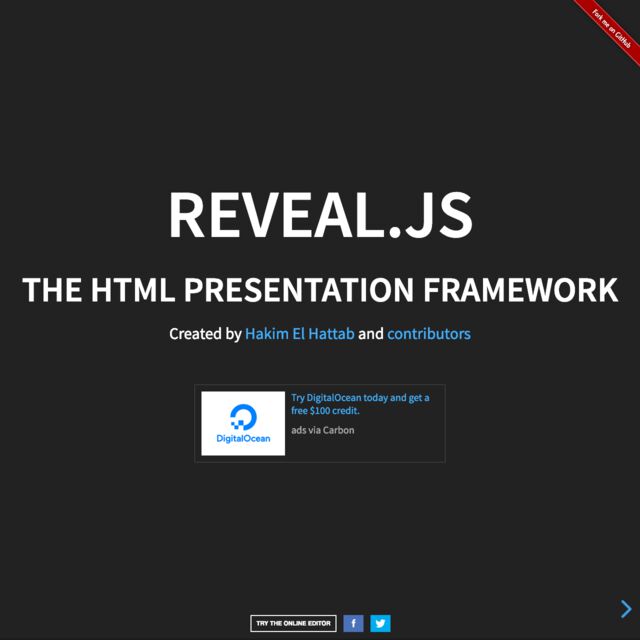 Fork me on GitHub
REVEAL.JS
THE HTML PRESENTATION FRAMEWORK
Created by Hakim El Hattab and contributors
Try DigitalOcean today and get a
free $100 credit.
ads via Carbon
DigitalOcean
TRY THE ONLINE EDITOR
f